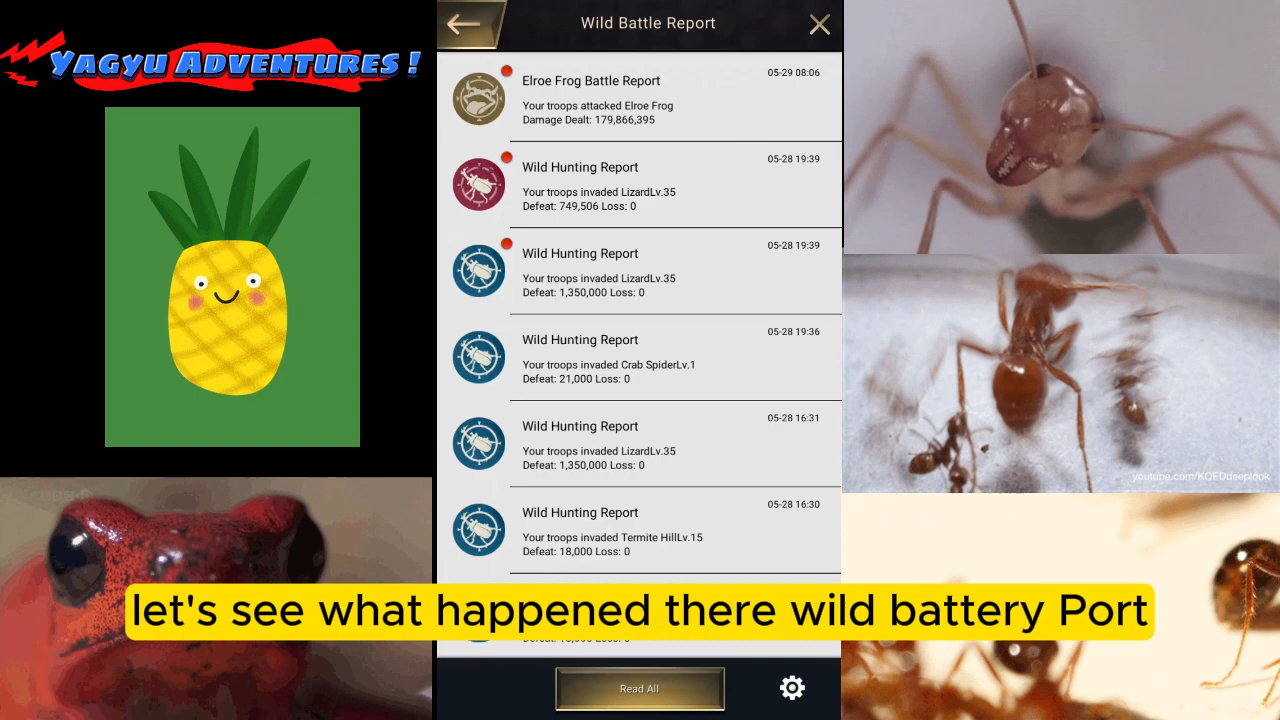 YAGYU ADVENTURES !
Wild Battle Report
Elroe Frog Battle Report
05-29 08:06
Your troops attacked Elroe Frog
Damage Dealt: 179,866,395
Wild Hunting Report
05-28 19:39
Your troops invaded LizardLv.35
Defeat: 749,506 Loss: 0
Wild Hunting Report
05-28 19:39
Your troops invaded LizardLv.35
Defeat: 1,350,000 Loss: 0
Wild Hunting Report
05-28 19:36
Your troops invaded Crab SpiderLv.1
Defeat: 21,000 Loss: 0
Wild Hunting Report
05-28 16:31
Your troops invaded LizardLv.35
Defeat: 1,350,000 Loss: 0
Wild Hunting Report
05-28 16:30
Your troops invaded Termite HillLv.15
Defeat: 18,000 Loss: 0
youtube.com/KQEDdeeplook
let's see what happened there wild battery Port
Read All